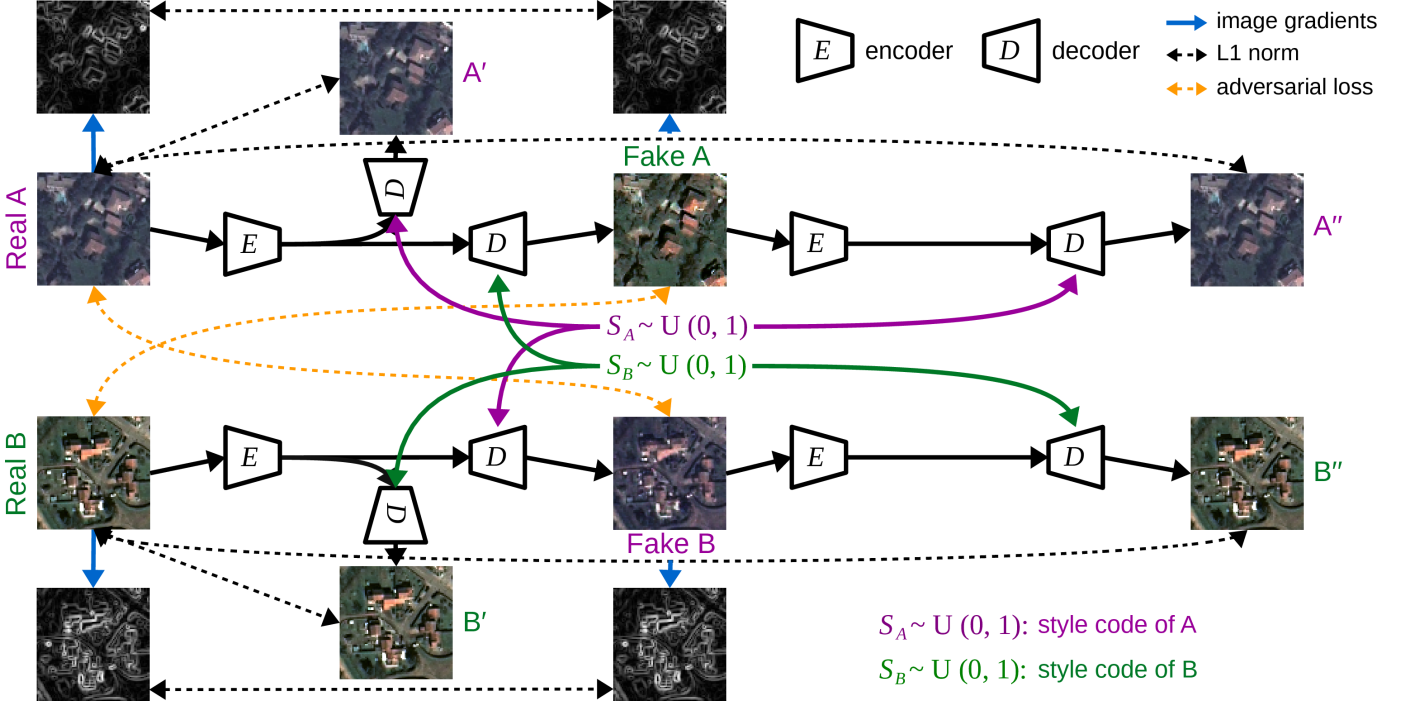 E encoder D decoder
image gradients
L1 norm
adversarial loss
A′
Fake A
Real A
D
E
D
E
D
A′′
S_A ~ U (0, 1)
S_B ~ U (0, 1)
Real B
E
D
E
D
B′′
D
Fake B
B′
S_A ~ U (0, 1): style code of A
S_B ~ U (0, 1): style code of B